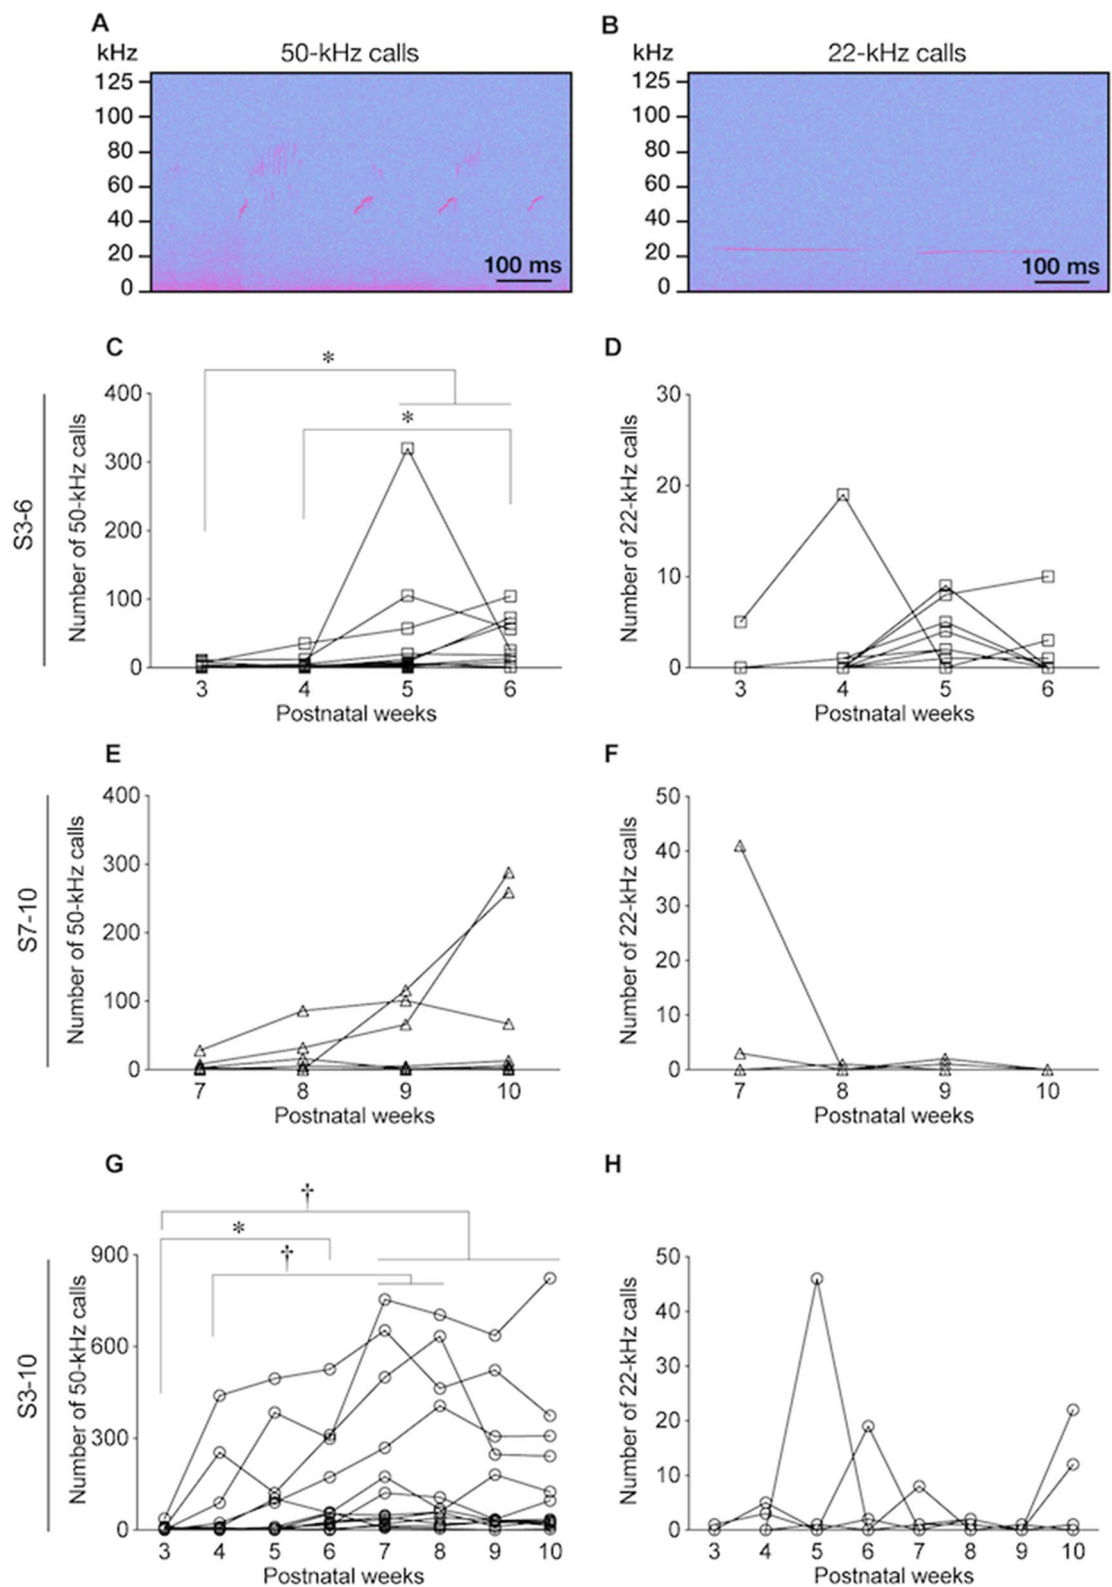 A
B
kHz
50-kHz calls
kHz
22-kHz calls
125
100
80
60
40
20
0
100 ms
125
100
80
60
40
20
0
100 ms
C
D
S3-6
Number of 50-kHz calls
400
300
200
100
0
*
*
3 4 5 6
Postnatal weeks
Number of 22-kHz calls
30
20
10
0
3 4 5 6
Postnatal weeks
E
F
S7-10
Number of 50-kHz calls
400
300
200
100
0
7 8 9 10
Postnatal weeks
Number of 22-kHz calls
50
40
30
20
10
0
7 8 9 10
Postnatal weeks
G
H
S3-10
Number of 50-kHz calls
†
*
†
900
600
300
0
3 4 5 6 7 8 9 10
Postnatal weeks
Number of 22-kHz calls
50
40
30
20
10
0
3 4 5 6 7 8 9 10
Postnatal weeks